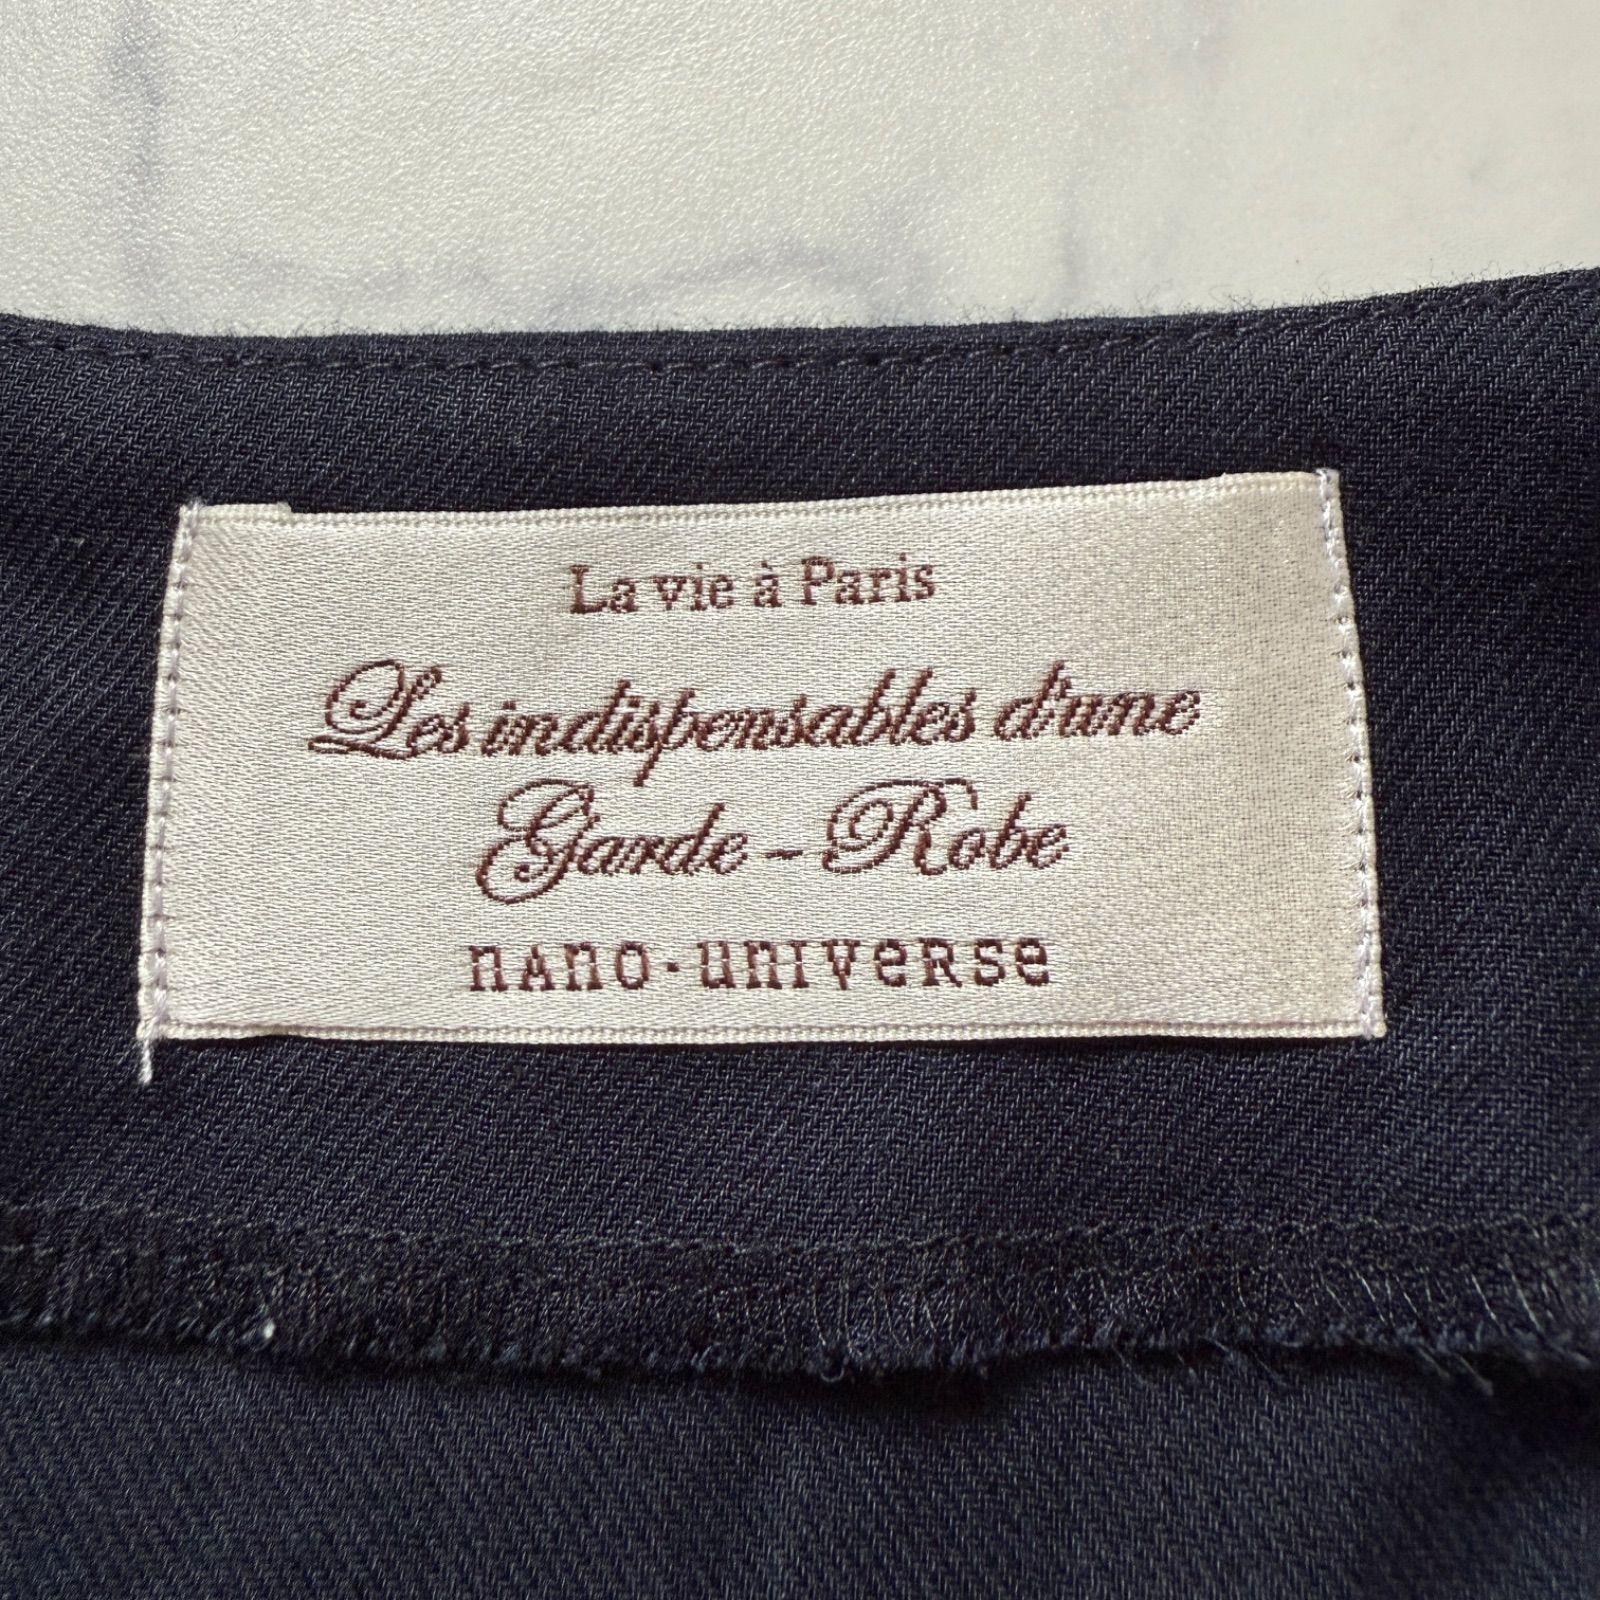 La vie à Paris
Les indispensables d'une
Garde - Robe
nAnO·unIVeRSe